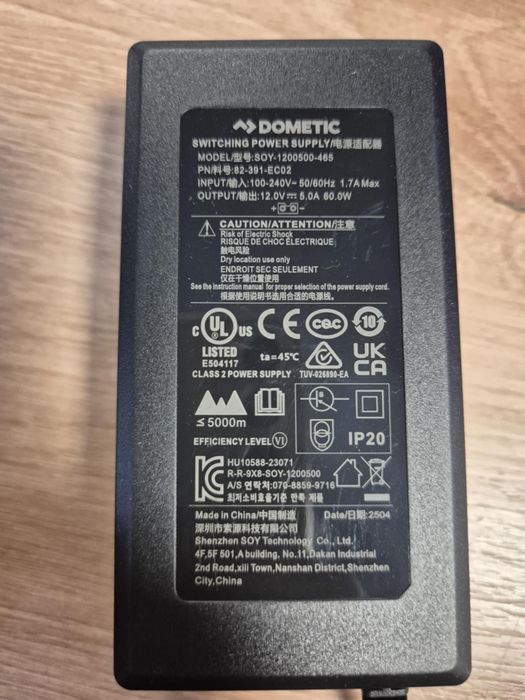 DOMETIC
SWITCHING POWER SUPPLY/电源适配器
MODEL/型号:SOY-1200500-465
PN/料号:82-391-EC02
INPUT/输入:100-240V~50/60Hz 1.7A Max
OUTPUT/输出:12.0V⎓5.0A 60.0W
CAUTION/ATTENTION/注意
Risk of Electric Shock
RISQUE DE CHOC ÉLECTRIQUE
触电风险
Dry location use only
ENDROIT SEC SEULEMENT
仅在干燥位置使用
See the instruction manual for proper selection of the power supply cord.
根据使用说明书选用合适的电源线。
c UL US CE CQC 10
LISTED
E504117
ta=45℃
TUV-026890-EA
UK CA
CLASS 2 POWER SUPPLY
≤5000m
EFFICIENCY LEVEL VI
IP20
HU10588-23071
R-R-9X8-SOY-1200500
A/S 연락처:070-8859-9716
최저소비효율기준 만족 제품
Made in China/中国制造
Date/日期:2504
深圳市索源科技有限公司
Shenzhen SOY Technology Co., Ltd.
4F,5F 501,A building, No.11,Dakan Industrial
2nd Road,xili Town,Nanshan District,Shenzhen
City,China